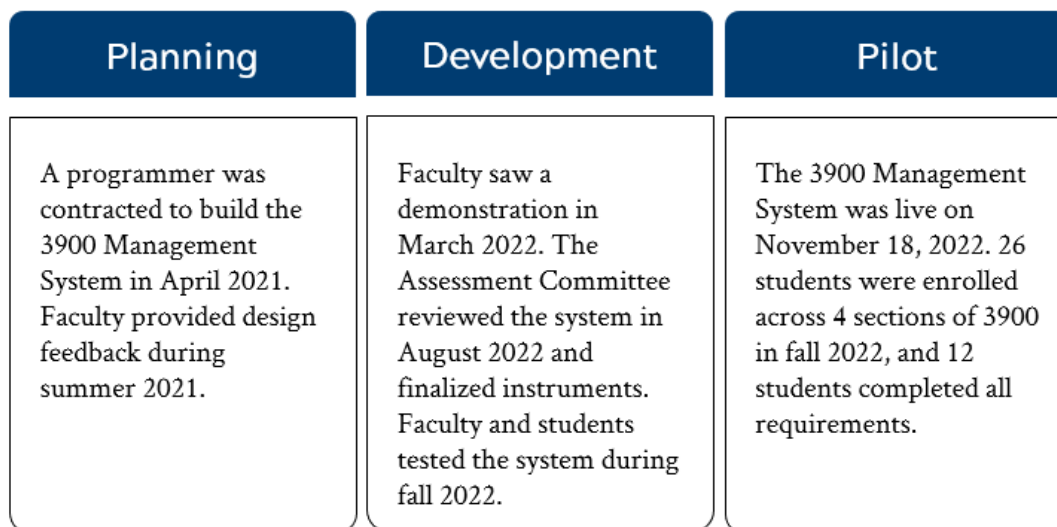 Planning
A programmer was
contracted to build the
3900 Management
System in April 2021.
Faculty provided design
feedback during
summer 2021.
Development
Faculty saw a
demonstration in
March 2022. The
Assessment Committee
reviewed the system in
August 2022 and
finalized instruments.
Faculty and students
tested the system during
fall 2022.
Pilot
The 3900 Management
System was live on
November 18, 2022. 26
students were enrolled
across 4 sections of 3900
in fall 2022, and 12
students completed all
requirements.